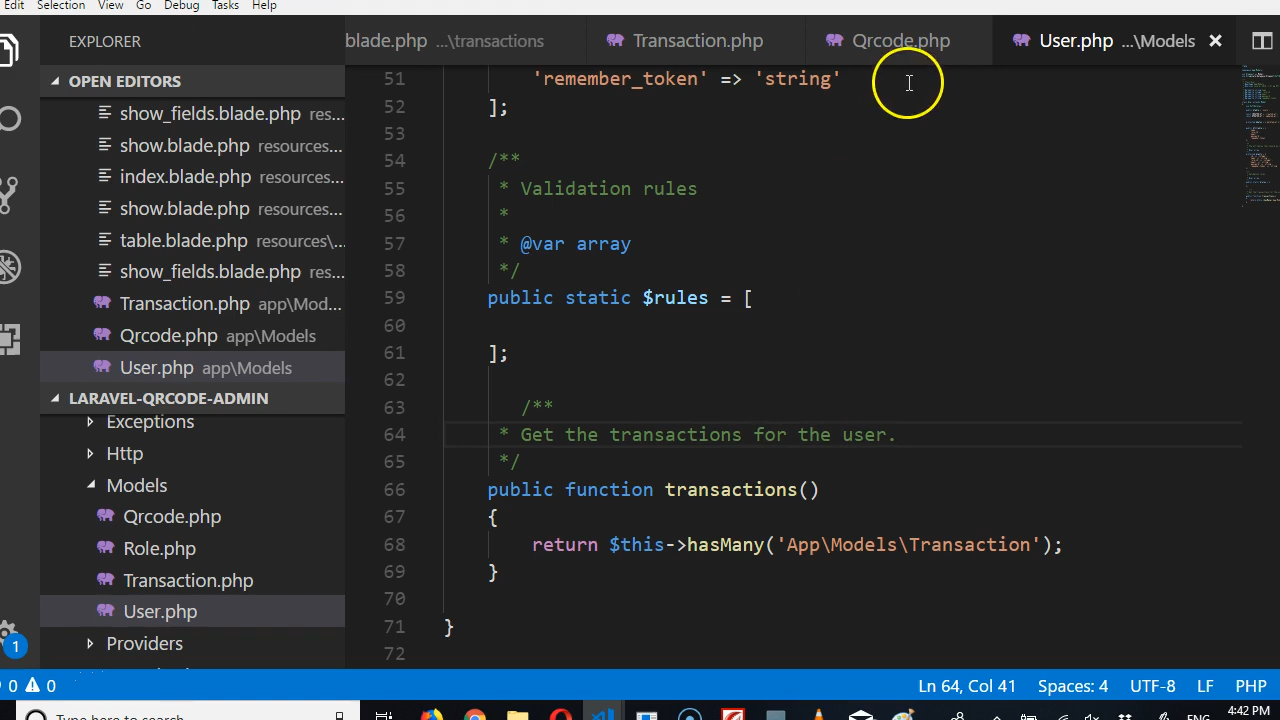 Edit Selection View Go Debug Tasks Help
EXPLORER
blade.php ...\transactions
Transaction.php
Qrcode.php
User.php ...\Models
OPEN EDITORS
show_fields.blade.php res...
show.blade.php resources...
index.blade.php resources...
show.blade.php resources...
table.blade.php resources\...
show_fields.blade.php res...
Transaction.php app\Mod...
Qrcode.php app\Models
User.php app\Models
LARAVEL-QRCODE-ADMIN
Exceptions
Http
Models
Qrcode.php
Role.php
Transaction.php
User.php
Providers
1
51 'remember_token' => 'string'
52 ];
53
54 /**
55 * Validation rules
56 *
57 * @var array
58 */
59 public static $rules = [
60
61 ];
62
63 /**
64 * Get the transactions for the user.
65 */
66 public function transactions()
67 {
68 return $this->hasMany('App\Models\Transaction');
69 }
70
71 }
72
0 0
Ln 64, Col 41 Spaces: 4 UTF-8 LF PHP
Type here to search
ENG
4:42 PM